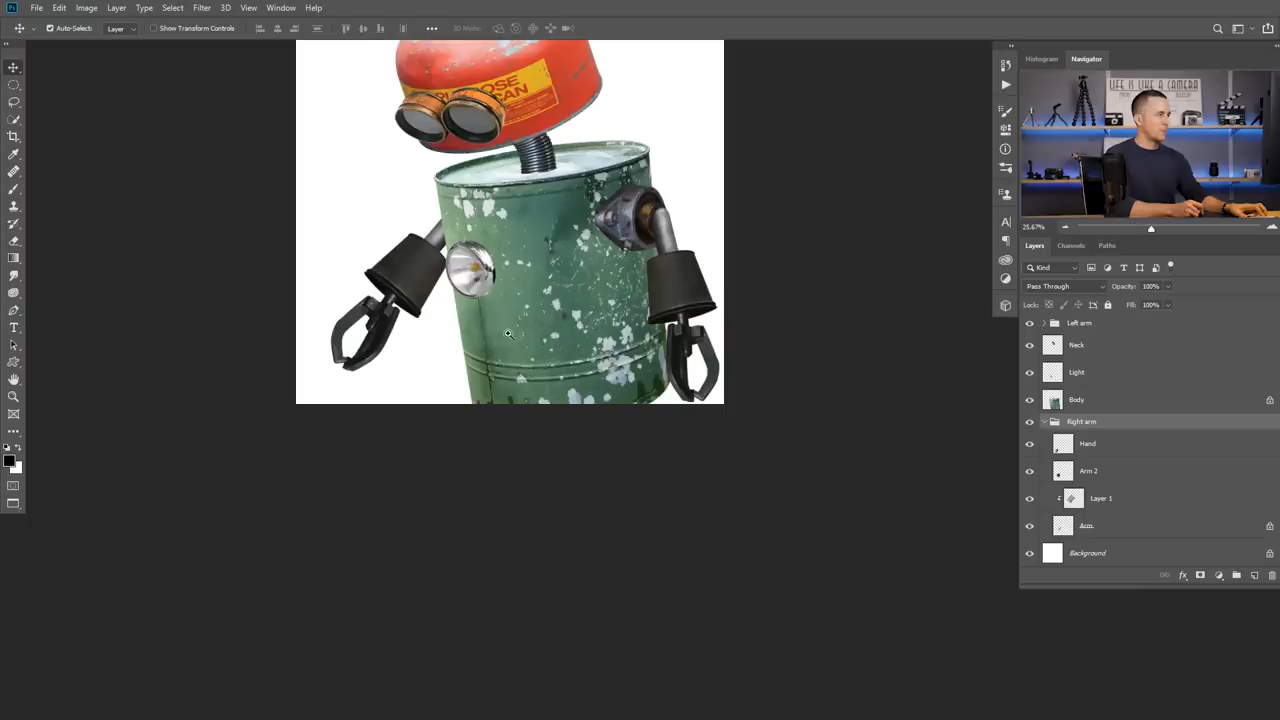 Ps File Edit Image Layer Type Select Filter 3D View Window Help
Auto-Select: Layer Show Transform Controls 3D Mode:
Histogram Navigator
LIFE IS LIKE A CAMERA
25.67%
Layers Channels Paths
Kind
Pass Through Opacity: 100%
Lock: Fill: 100%
Left arm
Neck
Light
Body
Right arm
Hand
Arm 2
Layer 1
Arm
Background
fx